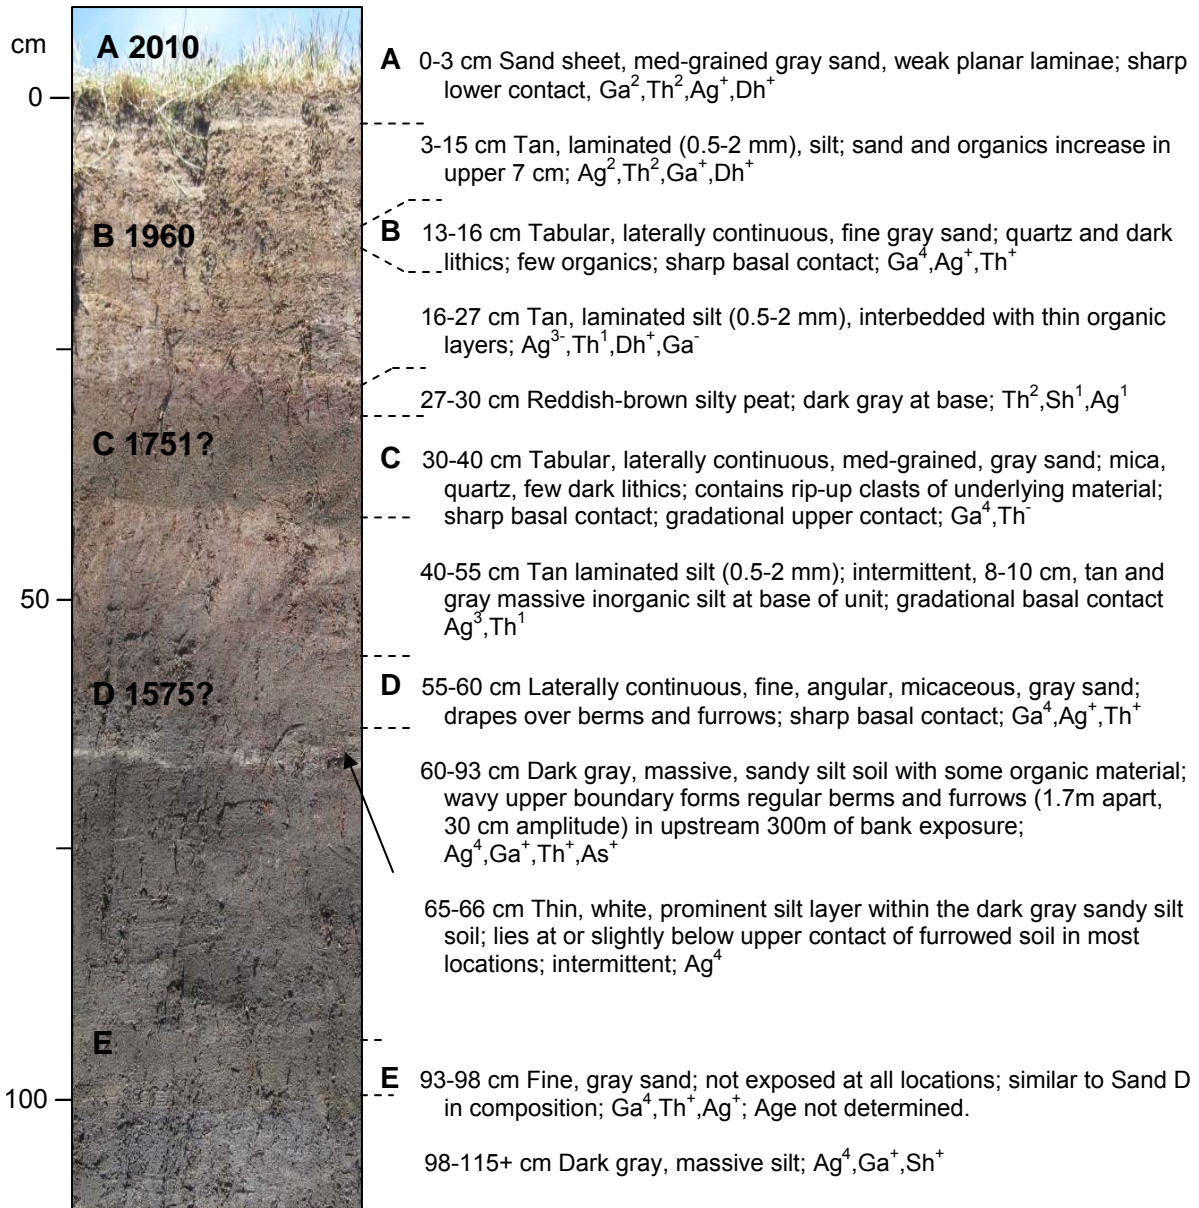 cm
0
50
100
A 2010
B 1960
C 1751?
D 1575?
E
A 0-3 cm Sand sheet, med-grained gray sand, weak planar laminae; sharp
lower contact, Ga²,Th²,Ag⁺,Dh⁺
3-15 cm Tan, laminated (0.5-2 mm), silt; sand and organics increase in
upper 7 cm; Ag²,Th²,Ga⁺,Dh⁺
B 13-16 cm Tabular, laterally continuous, fine gray sand; quartz and dark
lithics; few organics; sharp basal contact; Ga⁴,Ag⁺,Th⁺
16-27 cm Tan, laminated silt (0.5-2 mm), interbedded with thin organic
layers; Ag³⁻,Th¹,Dh⁺,Ga⁻
27-30 cm Reddish-brown silty peat; dark gray at base; Th²,Sh¹,Ag¹
C 30-40 cm Tabular, laterally continuous, med-grained, gray sand; mica,
quartz, few dark lithics; contains rip-up clasts of underlying material;
sharp basal contact; gradational upper contact; Ga⁴,Th⁻
40-55 cm Tan laminated silt (0.5-2 mm); intermittent, 8-10 cm, tan and
gray massive inorganic silt at base of unit; gradational basal contact
Ag³,Th¹
D 55-60 cm Laterally continuous, fine, angular, micaceous, gray sand;
drapes over berms and furrows; sharp basal contact; Ga⁴,Ag⁺,Th⁺
60-93 cm Dark gray, massive, sandy silt soil with some organic material;
wavy upper boundary forms regular berms and furrows (1.7m apart,
30 cm amplitude) in upstream 300m of bank exposure;
Ag⁴,Ga⁺,Th⁺,As⁺
65-66 cm Thin, white, prominent silt layer within the dark gray sandy silt
soil; lies at or slightly below upper contact of furrowed soil in most
locations; intermittent; Ag⁴
E 93-98 cm Fine, gray sand; not exposed at all locations; similar to Sand D
in composition; Ga⁴,Th⁺,Ag⁺; Age not determined.
98-115+ cm Dark gray, massive silt; Ag⁴,Ga⁺,Sh⁺